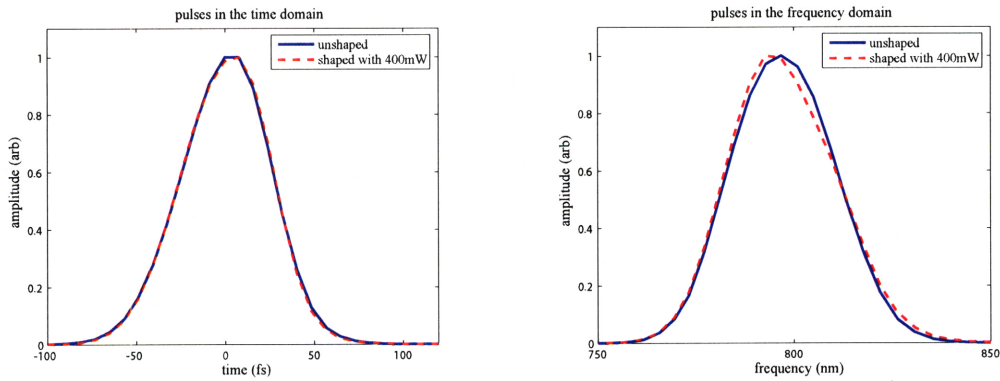 pulses in the time domain
unshaped
shaped with 400mW
1
0.8
0.6
0.4
0.2
0
amplitude (arb)
-100 -50 0 50 100
time (fs)
pulses in the frequency domain
unshaped
shaped with 400mW
1
0.8
0.6
0.4
0.2
0
amplitude (arb)
750 800 850
frequency (nm)